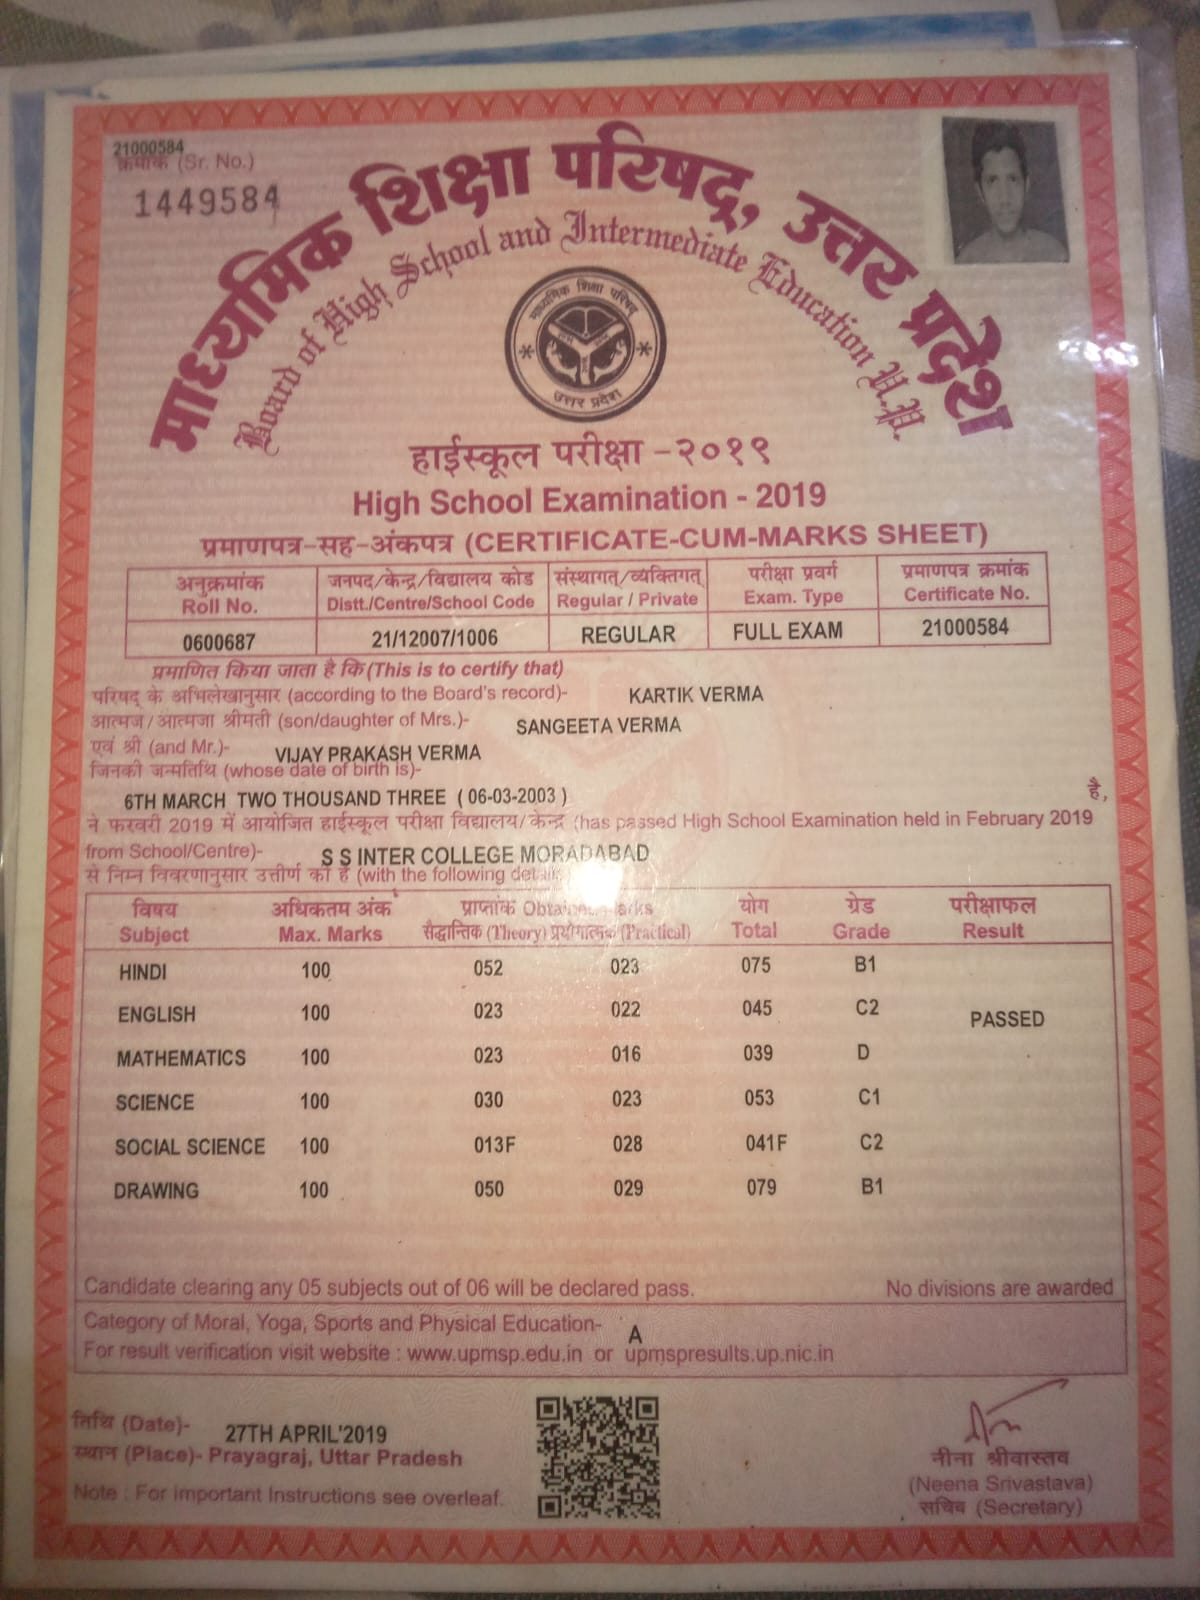 21000584
क्रमांक (Sr. No.)
1449584
माध्यमिक शिक्षा परिषद्, उत्तर प्रदेश
Board of High School and Intermediate Education U.P.
माध्यमिक शिक्षा परिषद्
उत्तर प्रदेश
हाईस्कूल परीक्षा -२०१९
High School Examination - 2019
प्रमाणपत्र-सह-अंकपत्र (CERTIFICATE-CUM-MARKS SHEET)
अनुक्रमांक जनपद/केन्द्र/विद्यालय कोड संस्थागत्/व्यक्तिगत् परीक्षा प्रवर्ग प्रमाणपत्र क्रमांक
Roll No. Distt./Centre/School Code Regular / Private Exam. Type Certificate No.
0600687 21/12007/1006 REGULAR FULL EXAM 21000584
प्रमाणित किया जाता है कि (This is to certify that)
परिषद् के अभिलेखानुसार (according to the Board's record)- KARTIK VERMA
आत्मज/आत्मजा श्रीमती (son/daughter of Mrs.)- SANGEETA VERMA
एवं श्री (and Mr.)- VIJAY PRAKASH VERMA
जिनकी जन्मतिथि (whose date of birth is)-
6TH MARCH TWO THOUSAND THREE ( 06-03-2003 ) है,
ने फरवरी 2019 में आयोजित हाईस्कूल परीक्षा विद्यालय/केन्द्र (has passed High School Examination held in February 2019
from School/Centre)- S S INTER COLLEGE MORADABAD
से निम्न विवरणानुसार उत्तीर्ण की है (with the following details)
विषय अधिकतम अंक प्राप्तांक Obtained Marks योग ग्रेड परीक्षाफल
Subject Max. Marks सैद्धान्तिक (Theory) प्रयोगात्मक (Practical) Total Grade Result
HINDI 100 052 023 075 B1
ENGLISH 100 023 022 045 C2 PASSED
MATHEMATICS 100 023 016 039 D
SCIENCE 100 030 023 053 C1
SOCIAL SCIENCE 100 013F 028 041F C2
DRAWING 100 050 029 079 B1
Candidate clearing any 05 subjects out of 06 will be declared pass. No divisions are awarded
Category of Moral, Yoga, Sports and Physical Education- A
For result verification visit website : www.upmsp.edu.in or upmspresults.up.nic.in
तिथि (Date)- 27TH APRIL'2019
स्थान (Place)- Prayagraj, Uttar Pradesh
Note : For important Instructions see overleaf.
नीना श्रीवास्तव
(Neena Srivastava)
सचिव (Secretary)